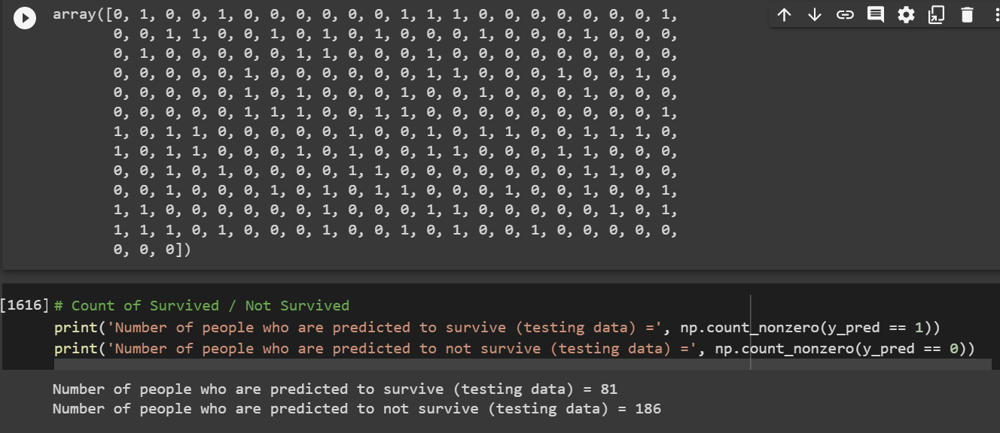 array([0, 1, 0, 0, 1, 0, 0, 0, 0, 0, 0, 1, 1, 1, 0, 0, 0, 0, 0, 0, 0, 1,
0, 0, 1, 1, 0, 0, 1, 0, 1, 0, 1, 0, 0, 0, 1, 0, 0, 0, 1, 0, 0, 0,
0, 1, 0, 0, 0, 0, 0, 1, 1, 0, 0, 0, 1, 0, 0, 0, 0, 0, 0, 0, 0, 0,
0, 0, 0, 0, 0, 1, 0, 0, 0, 0, 0, 0, 1, 1, 0, 0, 0, 1, 0, 0, 1, 0,
0, 0, 0, 0, 0, 1, 0, 1, 0, 0, 0, 1, 0, 0, 1, 0, 0, 0, 1, 0, 0, 0,
0, 0, 0, 0, 0, 1, 1, 1, 0, 0, 1, 1, 0, 0, 0, 0, 0, 0, 0, 0, 0, 1,
1, 0, 1, 1, 0, 0, 0, 0, 0, 1, 0, 0, 1, 0, 1, 1, 0, 0, 1, 1, 1, 0,
1, 0, 1, 1, 0, 0, 0, 1, 0, 1, 0, 0, 1, 1, 0, 0, 0, 1, 1, 0, 0, 0,
0, 0, 1, 0, 1, 0, 0, 0, 0, 1, 1, 0, 0, 0, 0, 0, 0, 0, 1, 1, 0, 0,
0, 0, 1, 0, 0, 0, 1, 0, 1, 0, 1, 1, 0, 0, 0, 1, 0, 0, 1, 0, 0, 1,
1, 1, 0, 0, 0, 0, 0, 0, 1, 0, 0, 0, 1, 1, 0, 0, 0, 0, 0, 1, 0, 1,
1, 1, 1, 0, 1, 0, 0, 0, 1, 0, 0, 1, 0, 1, 0, 0, 1, 0, 0, 0, 0, 0,
0, 0, 0])
[1616] # Count of Survived / Not Survived
print('Number of people who are predicted to survive (testing data) =', np.count_nonzero(y_pred == 1))
print('Number of people who are predicted to not survive (testing data) =', np.count_nonzero(y_pred == 0))
Number of people who are predicted to survive (testing data) = 81
Number of people who are predicted to not survive (testing data) = 186